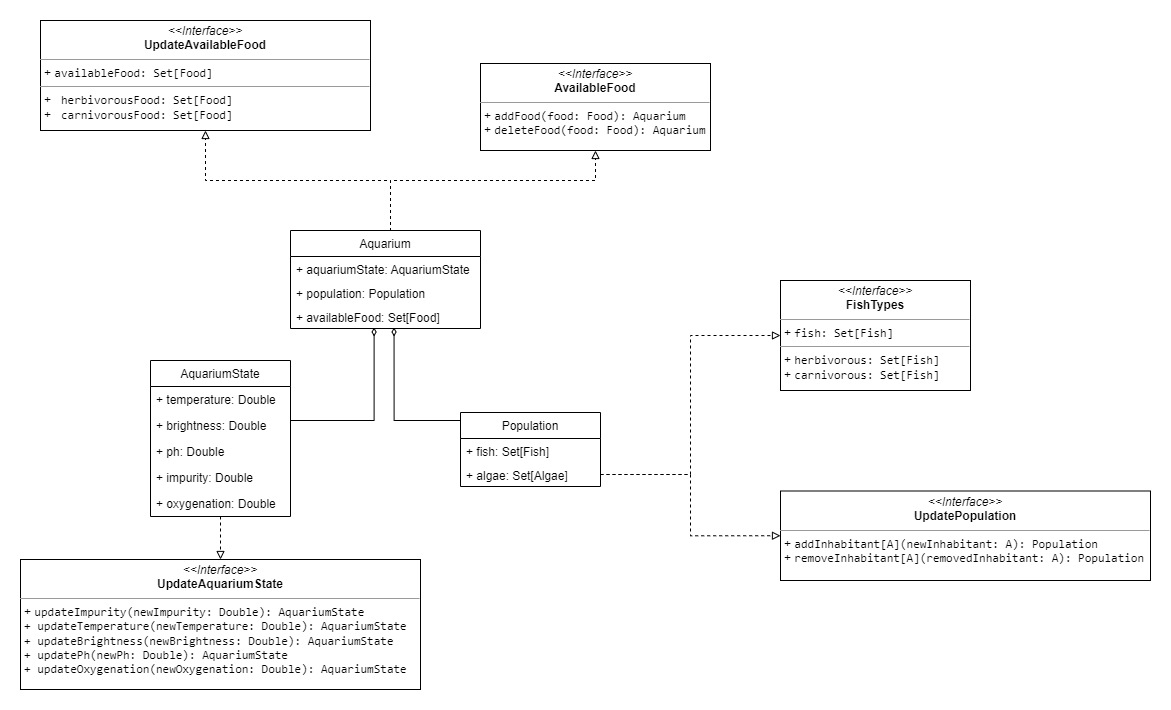 <<Interface>>
UpdateAvailableFood
+ availableFood: Set[Food]
+ herbivorousFood: Set[Food]
+ carnivorousFood: Set[Food]
<<Interface>>
AvailableFood
+ addFood(food: Food): Aquarium
+ deleteFood(food: Food): Aquarium
Aquarium
+ aquariumState: AquariumState
+ population: Population
+ availableFood: Set[Food]
<<Interface>>
FishTypes
+ fish: Set[Fish]
+ herbivorous: Set[Fish]
+ carnivorous: Set[Fish]
AquariumState
+ temperature: Double
+ brightness: Double
+ ph: Double
+ impurity: Double
+ oxygenation: Double
Population
+ fish: Set[Fish]
+ algae: Set[Algae]
<<Interface>>
UpdatePopulation
+ addInhabitant[A](newInhabitant: A): Population
+ removeInhabitant[A](removedInhabitant: A): Population
<<Interface>>
UpdateAquariumState
+ updateImpurity(newImpurity: Double): AquariumState
+ updateTemperature(newTemperature: Double): AquariumState
+ updateBrightness(newBrightness: Double): AquariumState
+ updatePh(newPh: Double): AquariumState
+ updateOxygenation(newOxygenation: Double): AquariumState